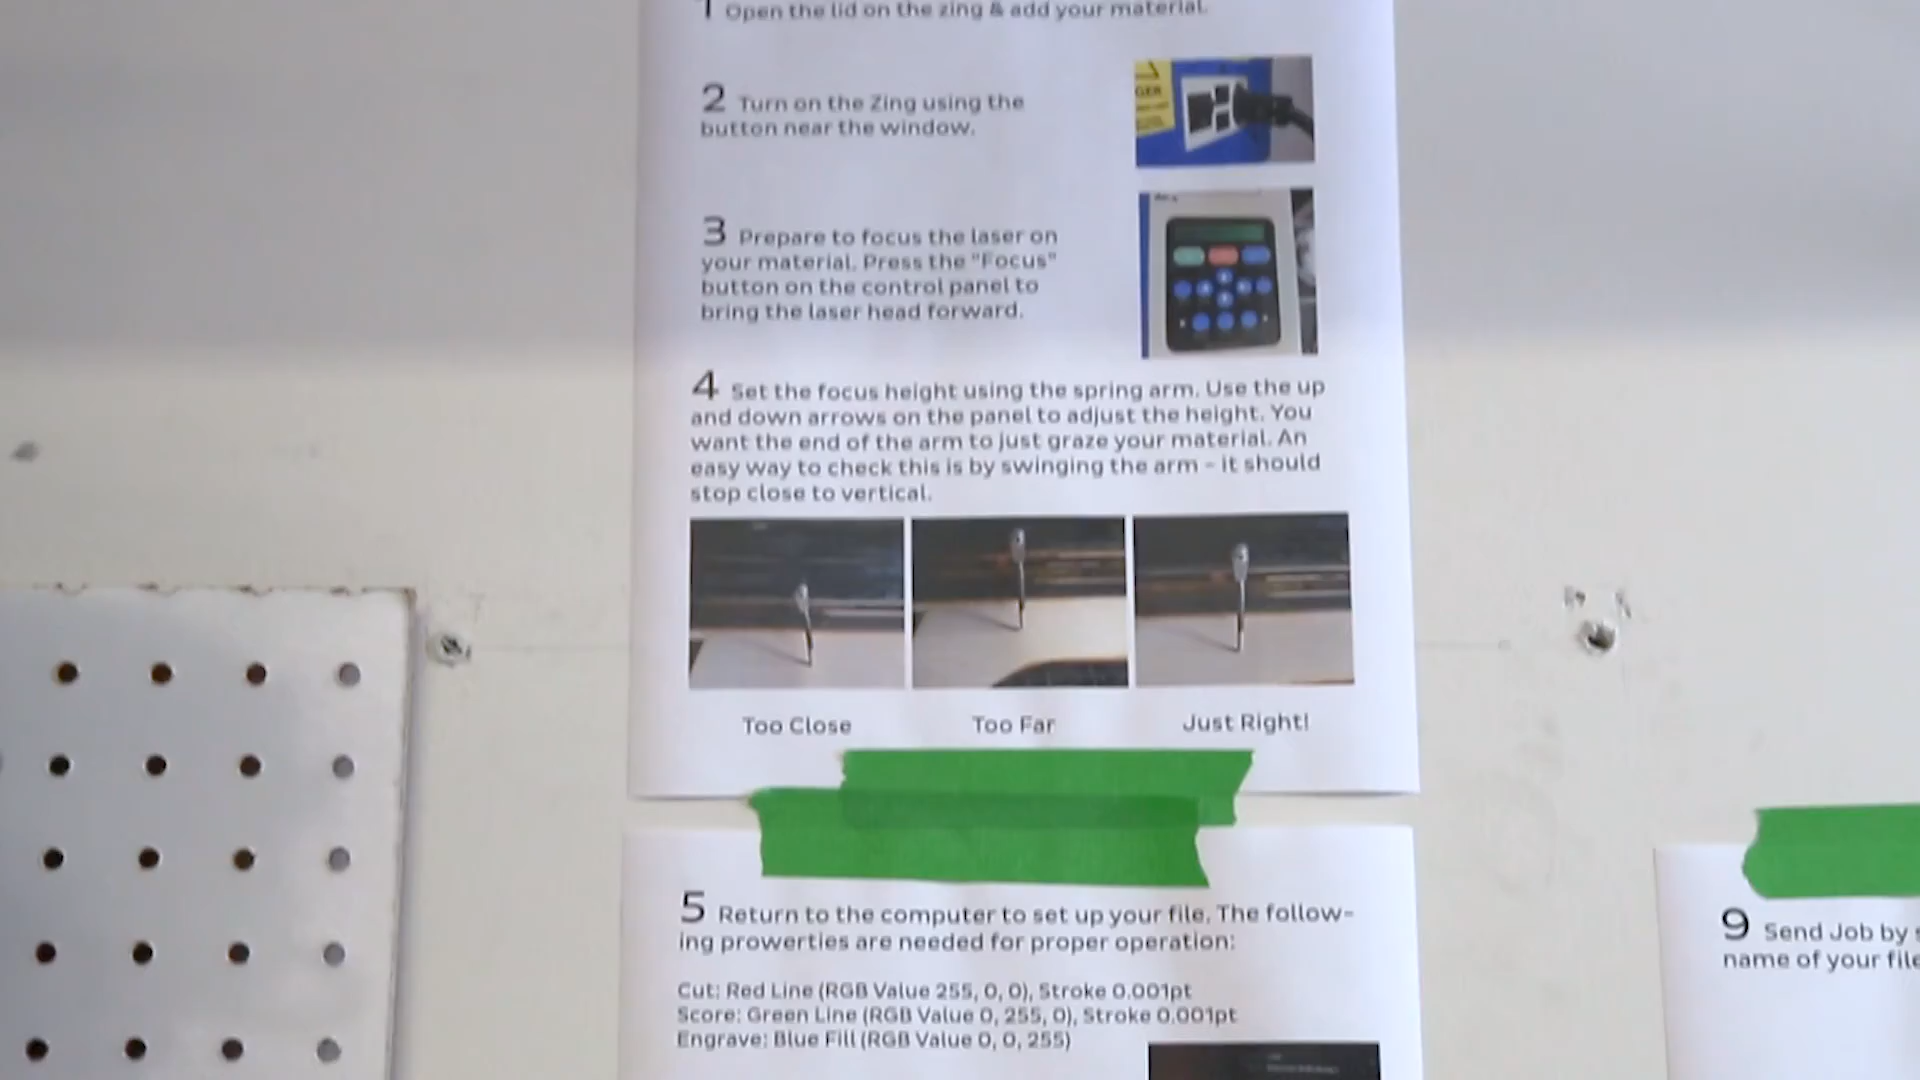 1 Open the lid on the zing & add your material.
2 Turn on the Zing using the
button near the window.
3 Prepare to focus the laser on
your material. Press the "Focus"
button on the control panel to
bring the laser head forward.
4 Set the focus height using the spring arm. Use the up
and down arrows on the panel to adjust the height. You
want the end of the arm to just graze your material. An
easy way to check this is by swinging the arm - it should
stop close to vertical.
Too Close
Too Far
Just Right!
5 Return to the computer to set up your file. The follow-
ing prowerties are needed for proper operation:
Cut: Red Line (RGB Value 255, 0, 0), Stroke 0.001pt
Score: Green Line (RGB Value 0, 255, 0), Stroke 0.001pt
Engrave: Blue Fill (RGB Value 0, 0, 255)
9 Send Job by
name of your file